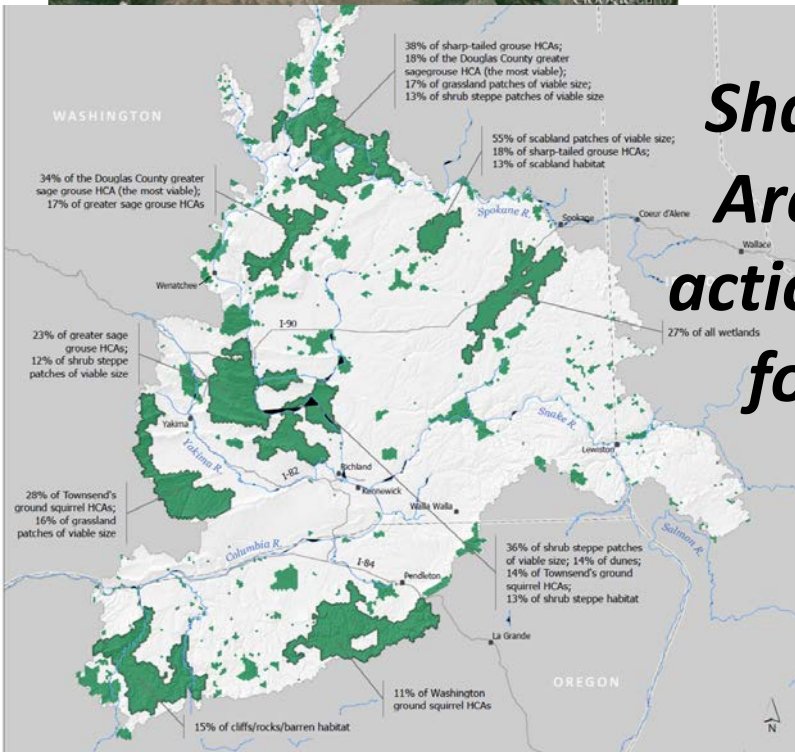 38% of sharp-tailed grouse HCAs;
18% of the Douglas County greater
sagegrouse HCA (the most viable);
17% of grassland patches of viable size;
13% of shrub steppe patches of viable size
WASHINGTON
55% of scabland patches of viable size;
18% of sharp-tailed grouse HCAs;
13% of scabland habitat
34% of the Douglas County greater
sage grouse HCA (the most viable);
17% of greater sage grouse HCAs
Spokane R.
Spokane
Coeur d'Alene
Wallace
Wenatchee
I-90
27% of all wetlands
23% of greater sage
grouse HCAs;
12% of shrub steppe
patches of viable size
Yakima
Yakima R.
Snake R.
Lewiston
I-82
Richland
Kennewick
Walla Walla
28% of Townsend's
ground squirrel HCAs;
16% of grassland
patches of viable size
Salmon R.
Columbia R.
I-84
Pendleton
36% of shrub steppe patches
of viable size; 14% of dunes;
14% of Townsend's ground
squirrel HCAs;
13% of shrub steppe habitat
La Grande
OREGON
11% of Washington
ground squirrel HCAs
15% of cliffs/rocks/barren habitat
N
actio
fo